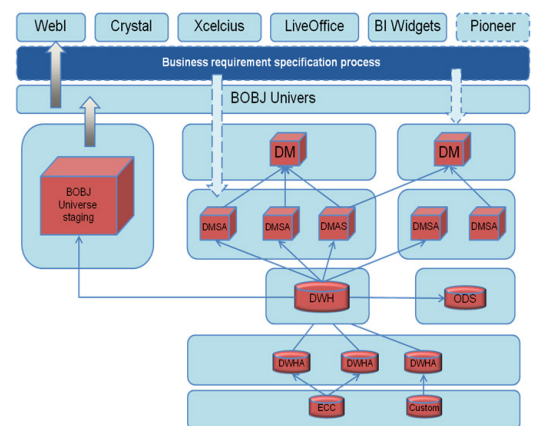 WebI Crystal Xcelcius LiveOffice BI Widgets Pioneer
Business requirement specification process
BOBJ Univers
DM DM
BOBJ
Universe
staging
DMSA DMSA DMAS DMSA DMSA
DWH ODS
DWHA DWHA DWHA
ECC Custom